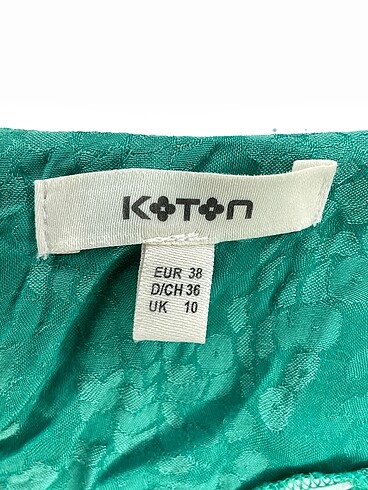 KOTON
EUR 38
D/CH 36
UK 10